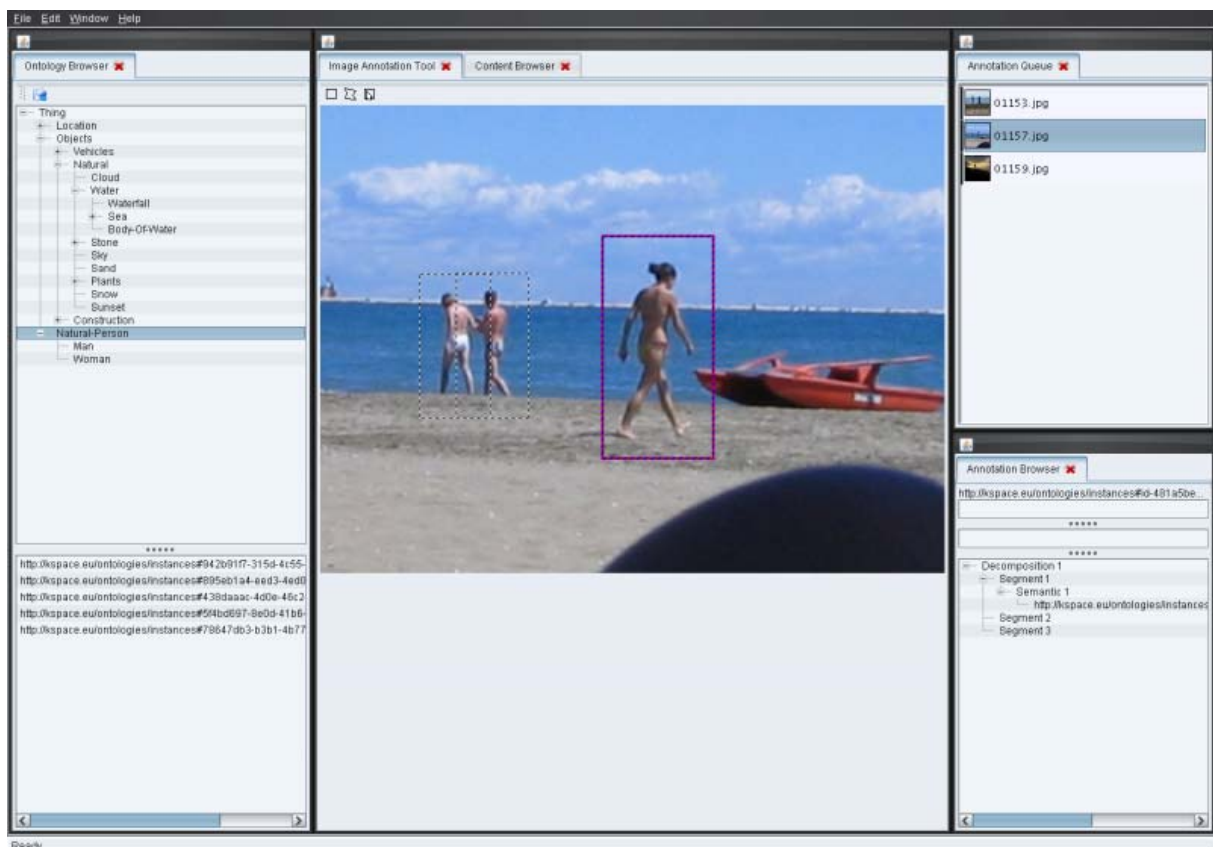 File Edit Window Help
Ontology Browser
Thing
Location
Objects
Vehicles
Natural
Cloud
Water
Waterfall
Sea
Body-Of-Water
Stone
Sky
Sand
Plants
Snow
Sunset
Construction
Natural-Person
Man
Woman
http://kspace.eu/ontologies/instances#942b91f7-315d-4c55-
http://kspace.eu/ontologies/instances#895eb1a4-eed3-4ed0
http://kspace.eu/ontologies/instances#438daaac-4d0e-46c2-
http://kspace.eu/ontologies/instances#5f4bd697-8e0d-41b6-
http://kspace.eu/ontologies/instances#78647db3-b3b1-4b77
Image Annotation Tool Content Browser
Annotation Queue
01153.jpg
01157.jpg
01159.jpg
Annotation Browser
http://kspace.eu/ontologies/instances#id-481a5be...
Decomposition 1
Segment 1
Semantic 1
http://kspace.eu/ontologies/instances
Segment 2
Segment 3
Ready